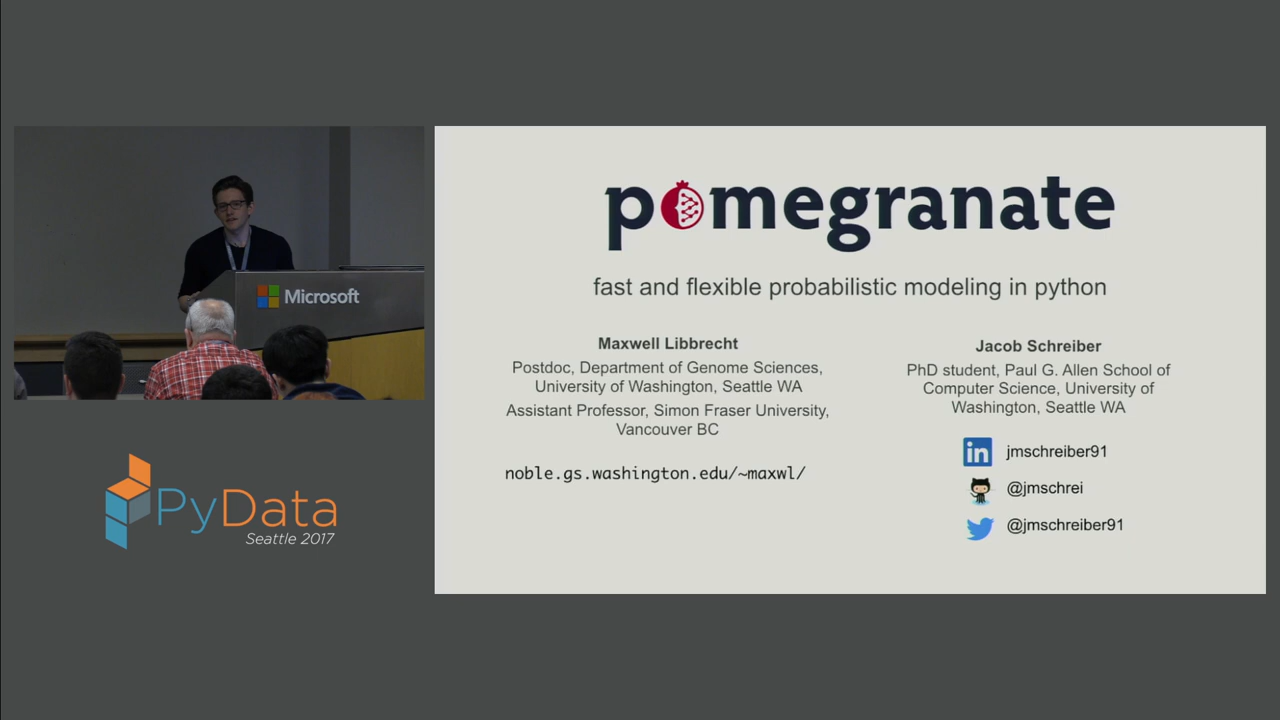 Microsoft
PyData
Seattle 2017
pomegranate
fast and flexible probabilistic modeling in python
Maxwell Libbrecht
Postdoc, Department of Genome Sciences,
University of Washington, Seattle WA
Assistant Professor, Simon Fraser University,
Vancouver BC
noble.gs.washington.edu/~maxwl/
Jacob Schreiber
PhD student, Paul G. Allen School of
Computer Science, University of
Washington, Seattle WA
in
jmschreiber91
@jmschrei
@jmschreiber91